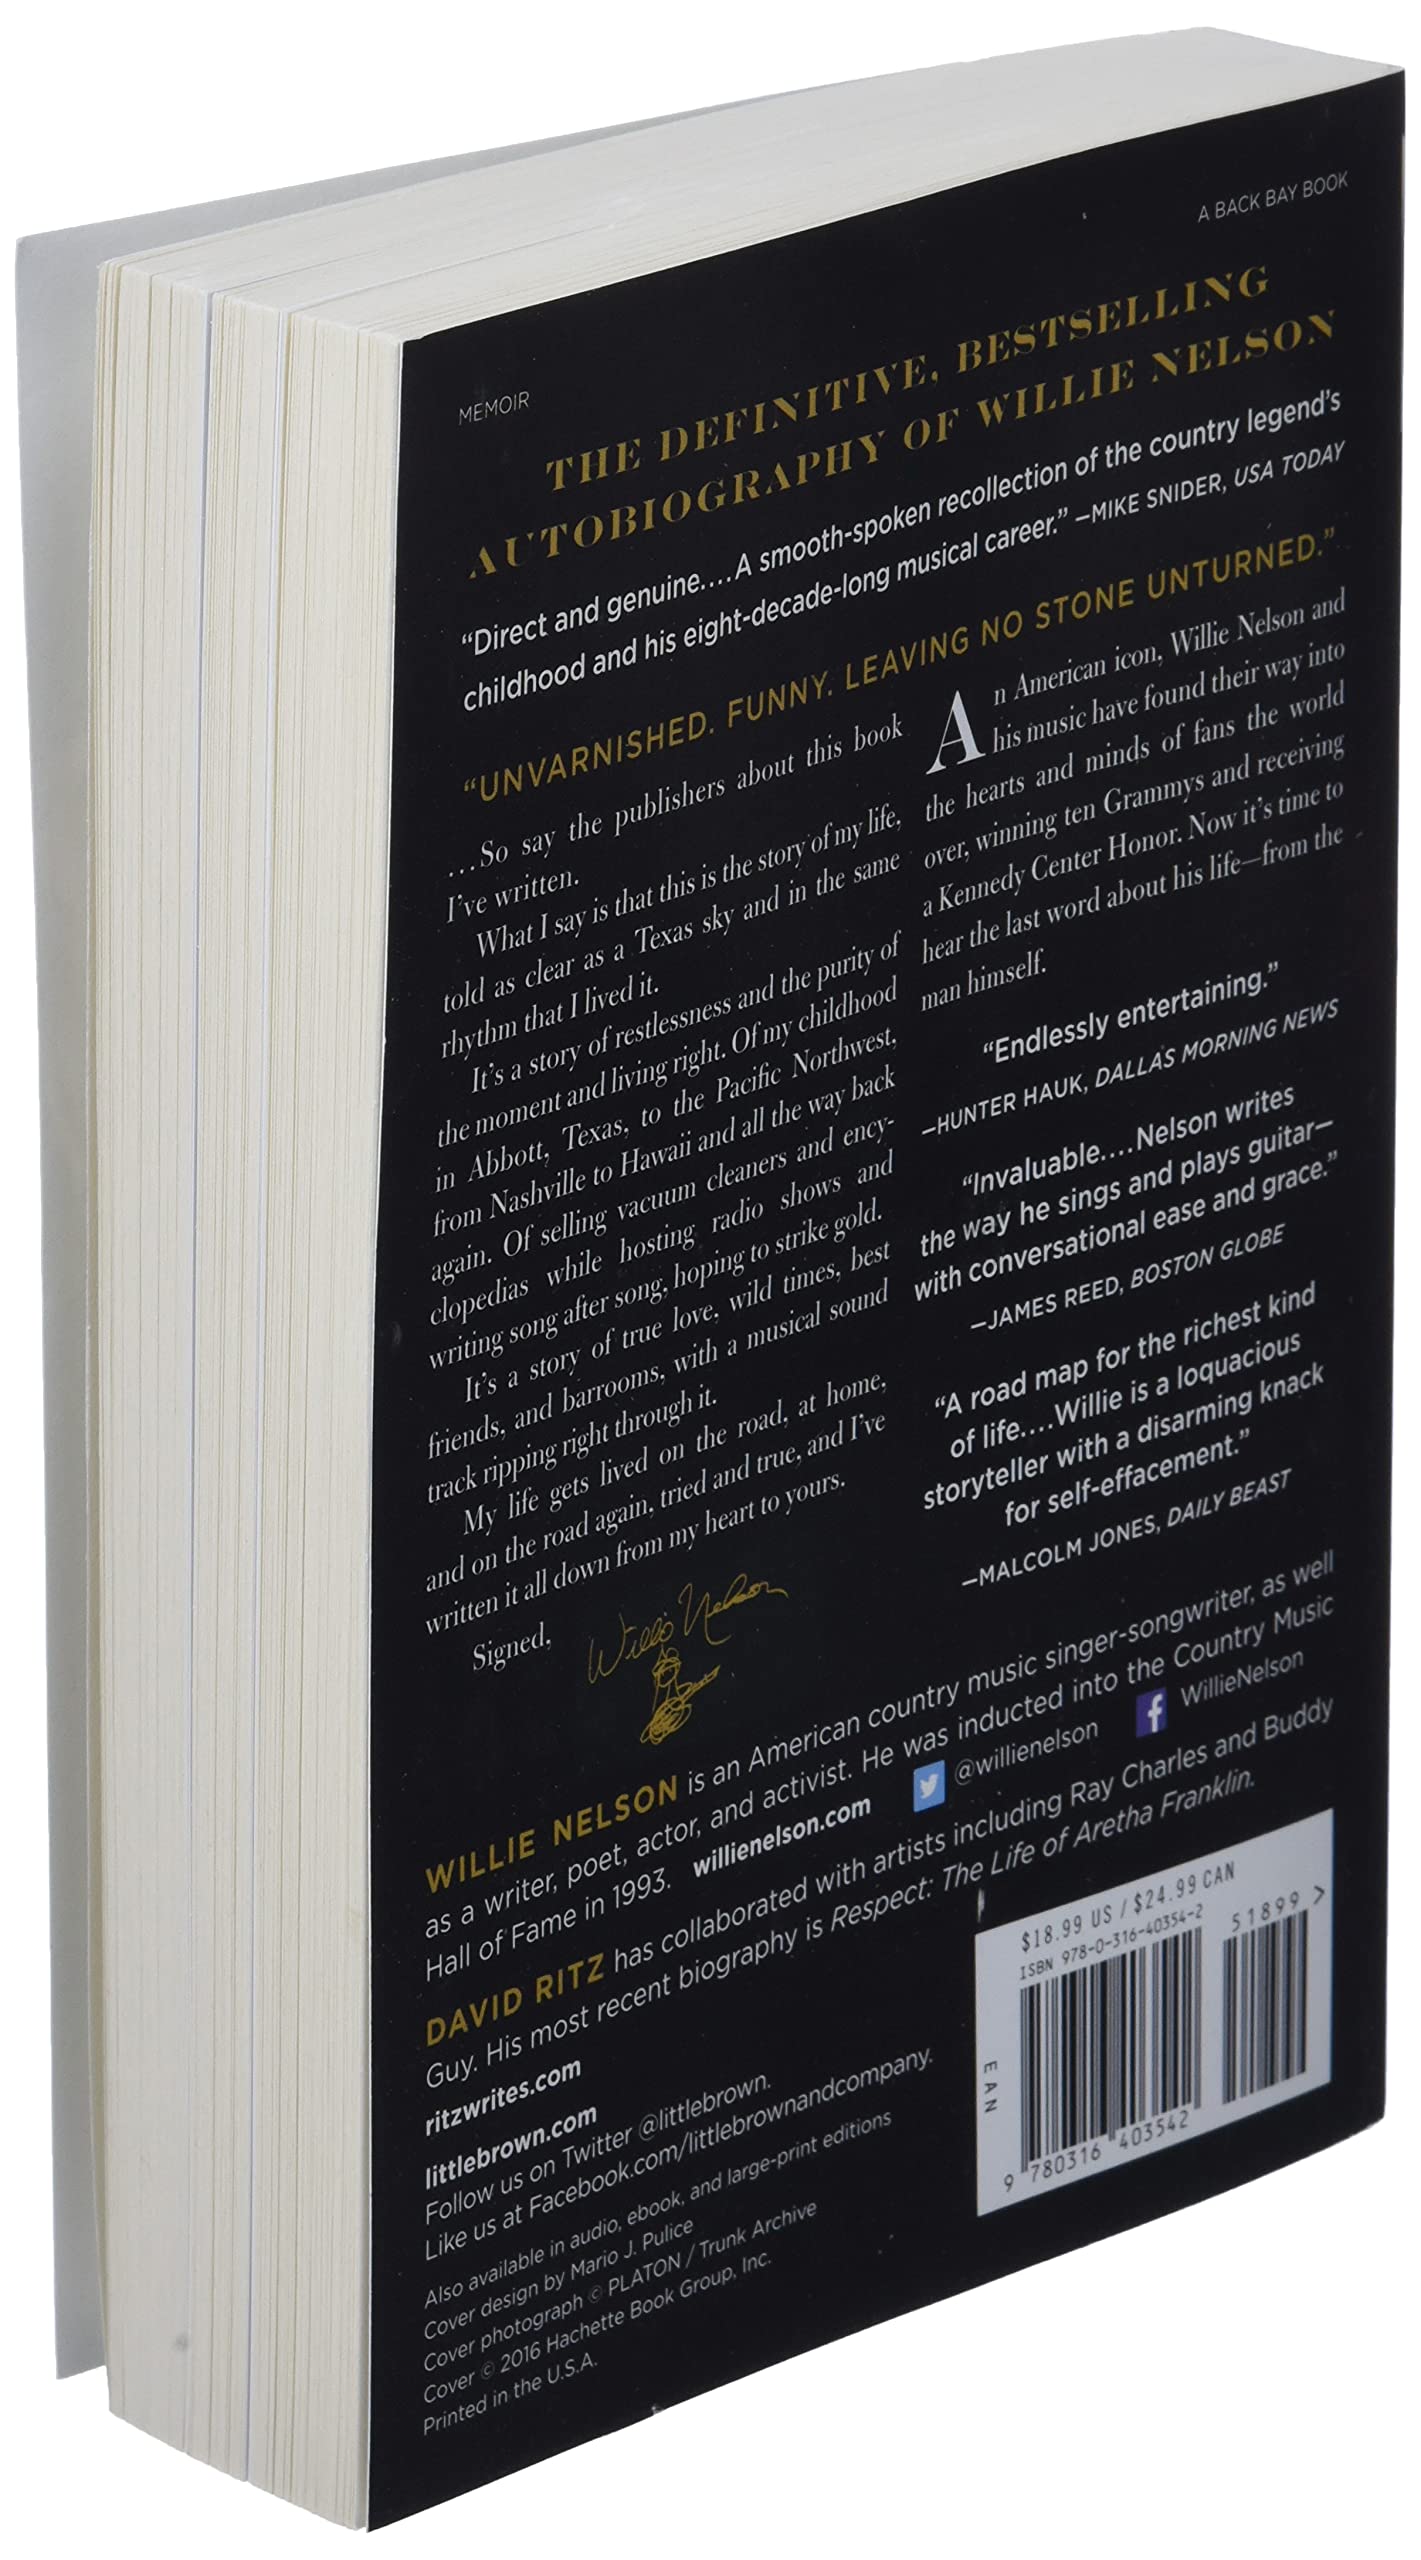 MEMOIR
A BACK BAY BOOK
THE DEFINITIVE, BESTSELLING
AUTOBIOGRAPHY OF WILLIE NELSON
“Direct and genuine....A smooth-spoken recollection of the country legend’s
childhood and his eight-decade-long musical career.” —MIKE SNIDER, USA TODAY
“UNVARNISHED. FUNNY. LEAVING NO STONE UNTURNED.”
...So say the publishers about this book
I’ve written.
What I say is that this is the story of my life,
told as clear as a Texas sky and in the same
rhythm that I lived it.
It’s a story of restlessness and the purity of
the moment and living right. Of my childhood
in Abbott, Texas, to the Pacific Northwest,
from Nashville to Hawaii and all the way back
again. Of selling vacuum cleaners and ency-
clopedias while hosting radio shows and
writing song after song, hoping to strike gold.
It’s a story of true love, wild times, best
friends, and barrooms, with a musical sound
track ripping right through it.
My life gets lived on the road, at home,
and on the road again, tried and true, and I’ve
written it all down from my heart to yours.
Signed,
Willie Nelson
An American icon, Willie Nelson and
his music have found their way into
the hearts and minds of fans the world
over, winning ten Grammys and receiving
a Kennedy Center Honor. Now it’s time to
hear the last word about his life—from the
man himself.
“Endlessly entertaining.”
—HUNTER HAUK, DALLAS MORNING NEWS
“Invaluable....Nelson writes
the way he sings and plays guitar—
with conversational ease and grace.”
—JAMES REED, BOSTON GLOBE
“A road map for the richest kind
of life....Willie is a loquacious
storyteller with a disarming knack
for self-effacement.”
—MALCOLM JONES, DAILY BEAST
WILLIE NELSON is an American country music singer-songwriter, as well
as a writer, poet, actor, and activist. He was inducted into the Country Music
Hall of Fame in 1993. willienelson.com @willienelson f WillieNelson
DAVID RITZ has collaborated with artists including Ray Charles and Buddy
Guy. His most recent biography is Respect: The Life of Aretha Franklin.
ritzwrites.com
littlebrown.com
Follow us on Twitter @littlebrown.
Like us at Facebook.com/littlebrownandcompany.
Also available in audio, ebook, and large-print editions
Cover design by Mario J. Pulice
Cover photograph © PLATON / Trunk Archive
Cover © 2016 Hachette Book Group, Inc.
Printed in the U.S.A.
$18.99 US / $24.99 CAN
ISBN 978-0-316-40354-2
51899 >
EAN
9 780316 403542